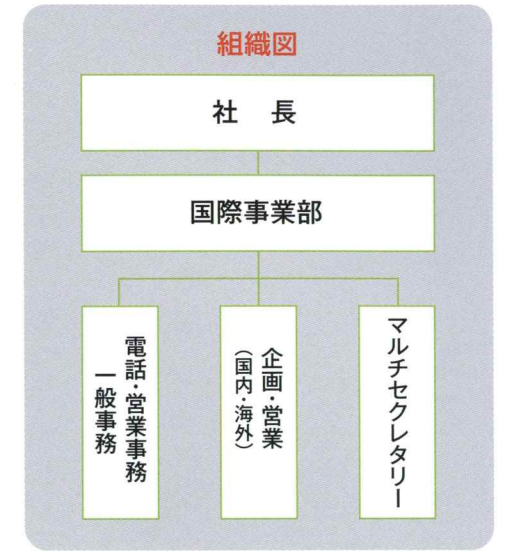 組織図
社　長
国際事業部
電話・営業事務
一般事務
企画・営業
（国内・海外）
マルチセクレタリー